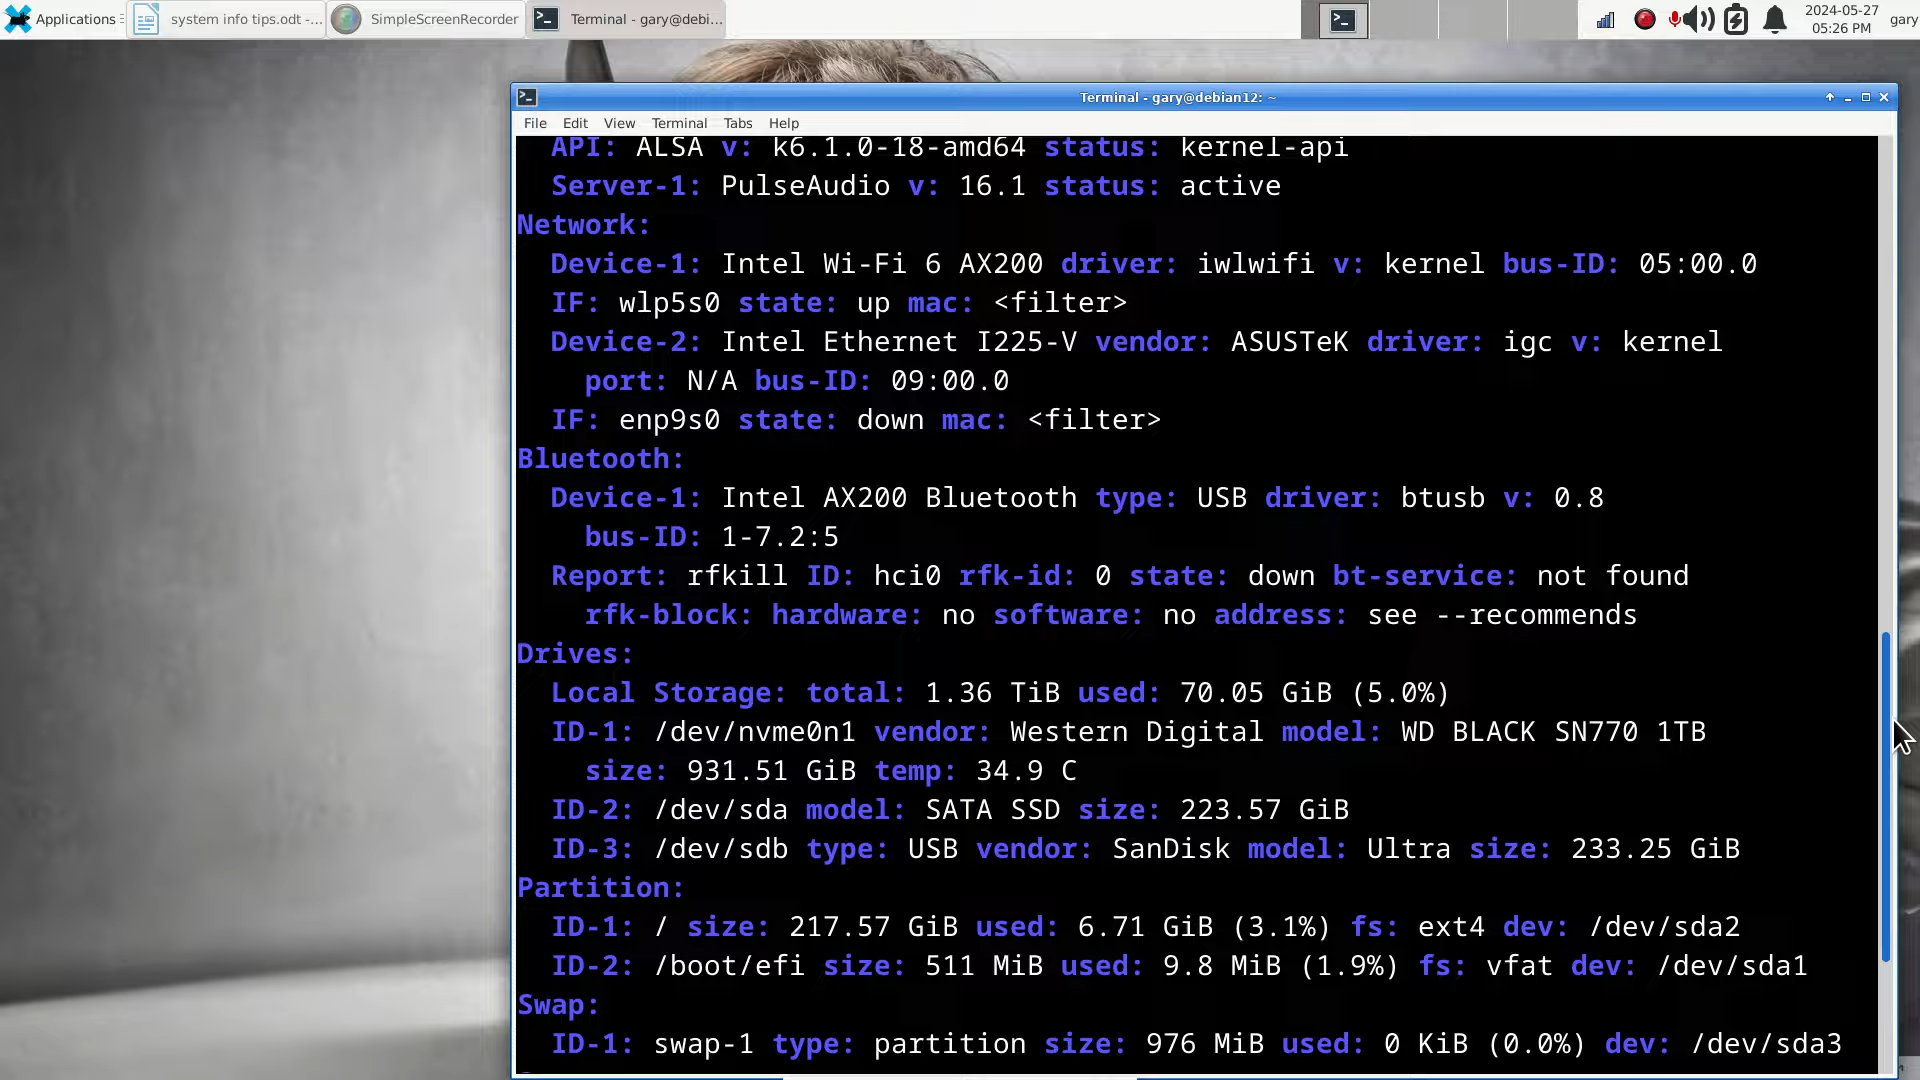 Applications
system info tips.odt -...
SimpleScreenRecorder
Terminal - gary@debi...
2024-05-27
05:26 PM
gary
Terminal - gary@debian12: ~
File Edit View Terminal Tabs Help
API: ALSA v: k6.1.0-18-amd64 status: kernel-api
Server-1: PulseAudio v: 16.1 status: active
Network:
Device-1: Intel Wi-Fi 6 AX200 driver: iwlwifi v: kernel bus-ID: 05:00.0
IF: wlp5s0 state: up mac: <filter>
Device-2: Intel Ethernet I225-V vendor: ASUSTeK driver: igc v: kernel
port: N/A bus-ID: 09:00.0
IF: enp9s0 state: down mac: <filter>
Bluetooth:
Device-1: Intel AX200 Bluetooth type: USB driver: btusb v: 0.8
bus-ID: 1-7.2:5
Report: rfkill ID: hci0 rfk-id: 0 state: down bt-service: not found
rfk-block: hardware: no software: no address: see --recommends
Drives:
Local Storage: total: 1.36 TiB used: 70.05 GiB (5.0%)
ID-1: /dev/nvme0n1 vendor: Western Digital model: WD BLACK SN770 1TB
size: 931.51 GiB temp: 34.9 C
ID-2: /dev/sda model: SATA SSD size: 223.57 GiB
ID-3: /dev/sdb type: USB vendor: SanDisk model: Ultra size: 233.25 GiB
Partition:
ID-1: / size: 217.57 GiB used: 6.71 GiB (3.1%) fs: ext4 dev: /dev/sda2
ID-2: /boot/efi size: 511 MiB used: 9.8 MiB (1.9%) fs: vfat dev: /dev/sda1
Swap:
ID-1: swap-1 type: partition size: 976 MiB used: 0 KiB (0.0%) dev: /dev/sda3